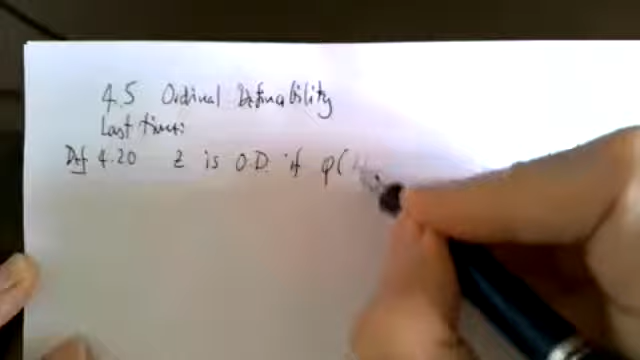 4.5 Ordinal Definability
Last time:
Def 4.20 z is O.D. if φ(